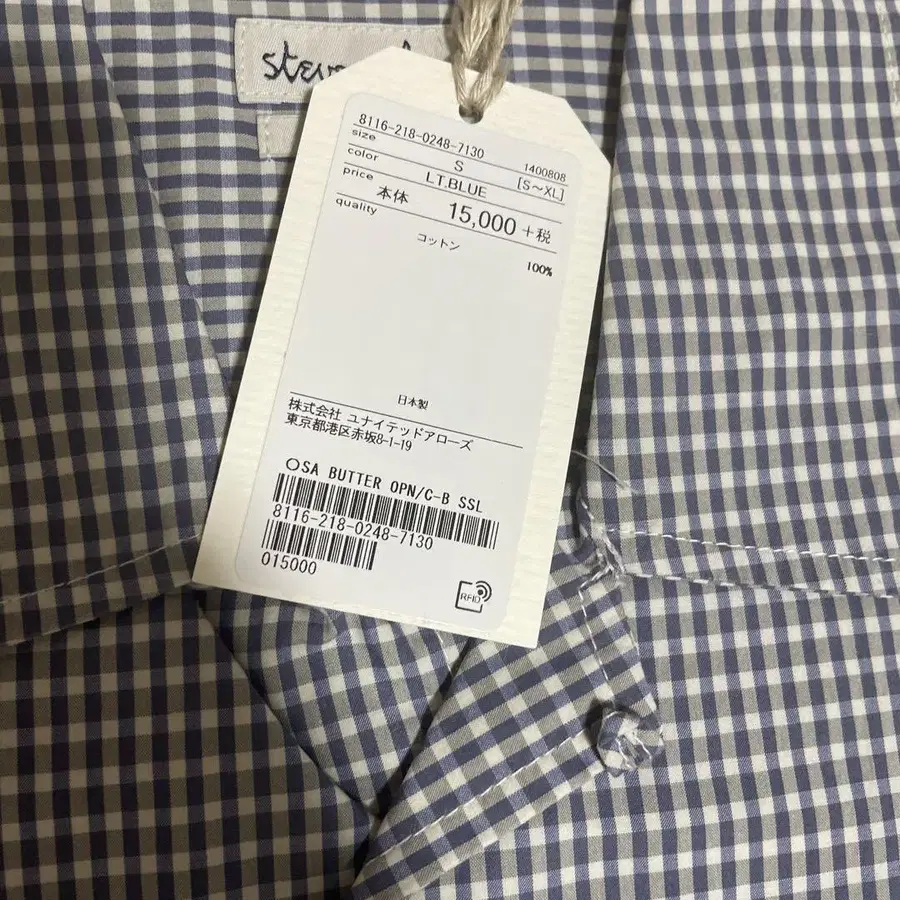 8116-218-0248-7130
1400808
size S [S～XL]
color LT.BLUE
price 本体 15,000 +税
quality
コットン 100%
日本製
株式会社 ユナイテッドアローズ
東京都港区赤坂8-1-19
○SA BUTTER OPN/C-B SSL
8116-218-0248-7130
015000
RFID